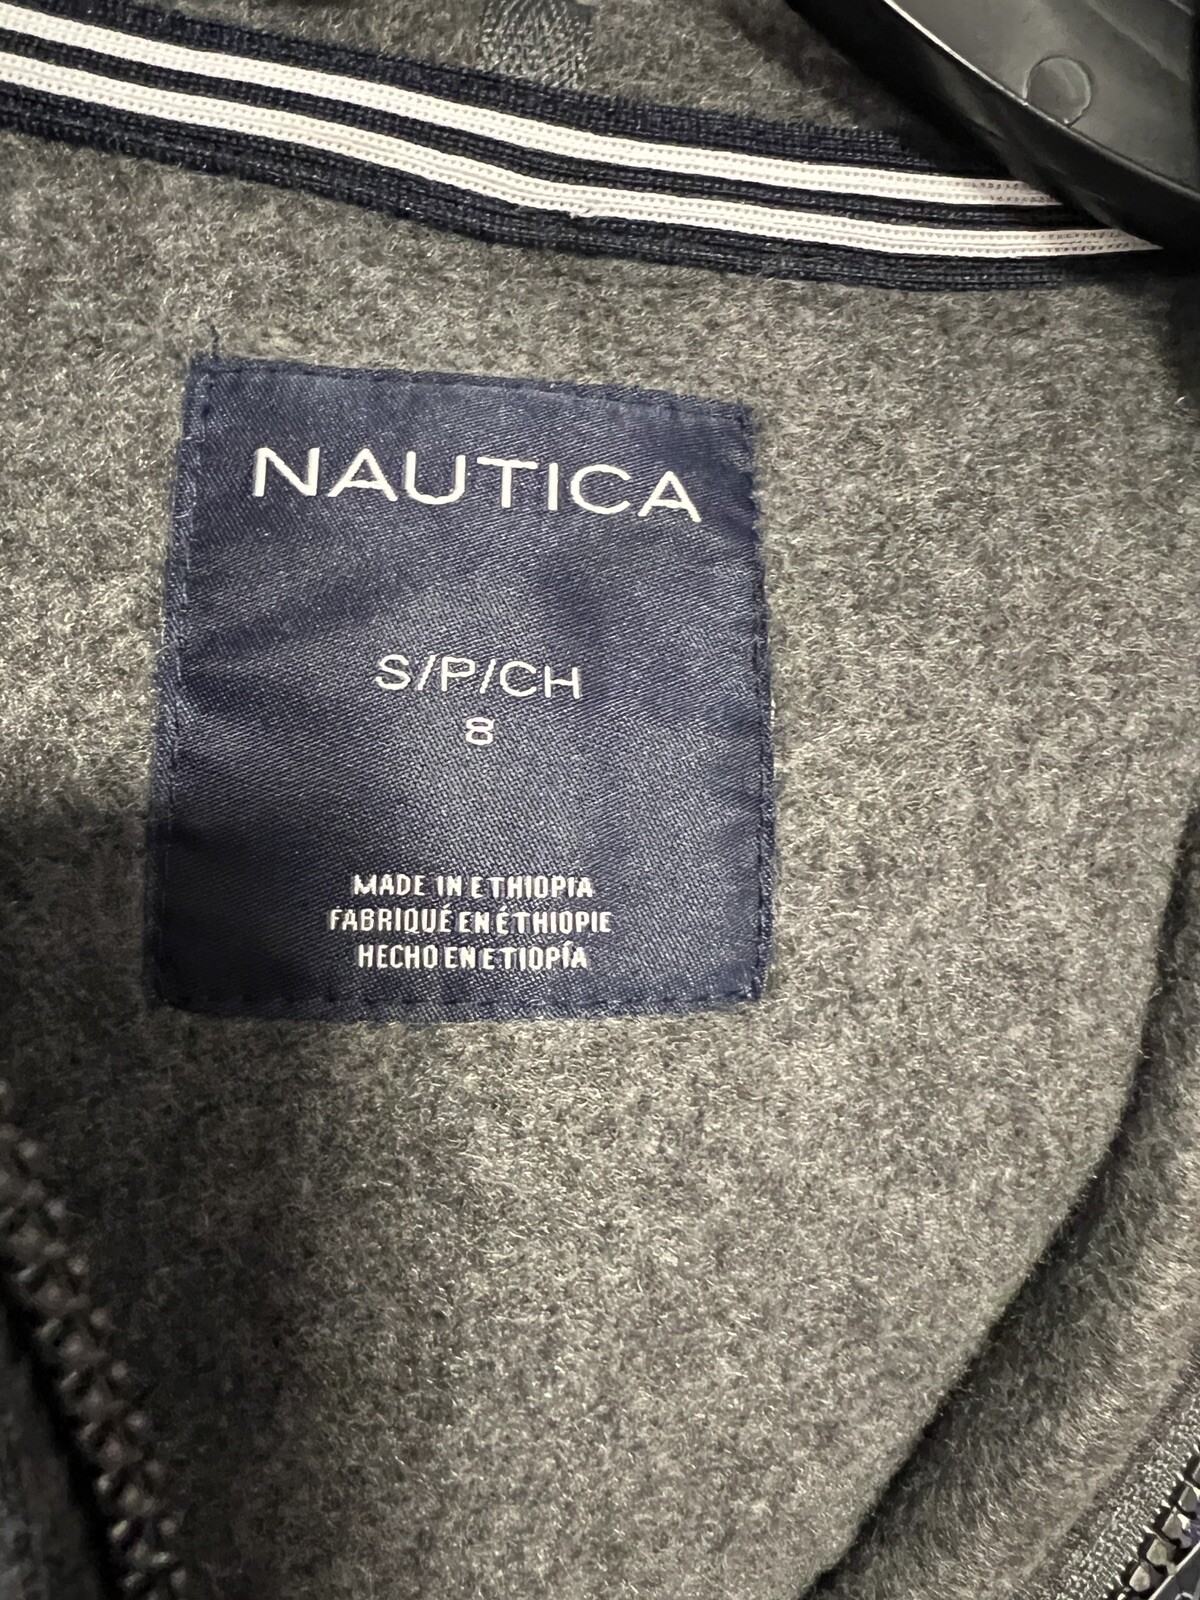 NAUTICA
S/P/CH
8
MADE IN ETHIOPIA
FABRIQUÉ EN ÉTHIOPIE
HECHO EN ETIOPÍA